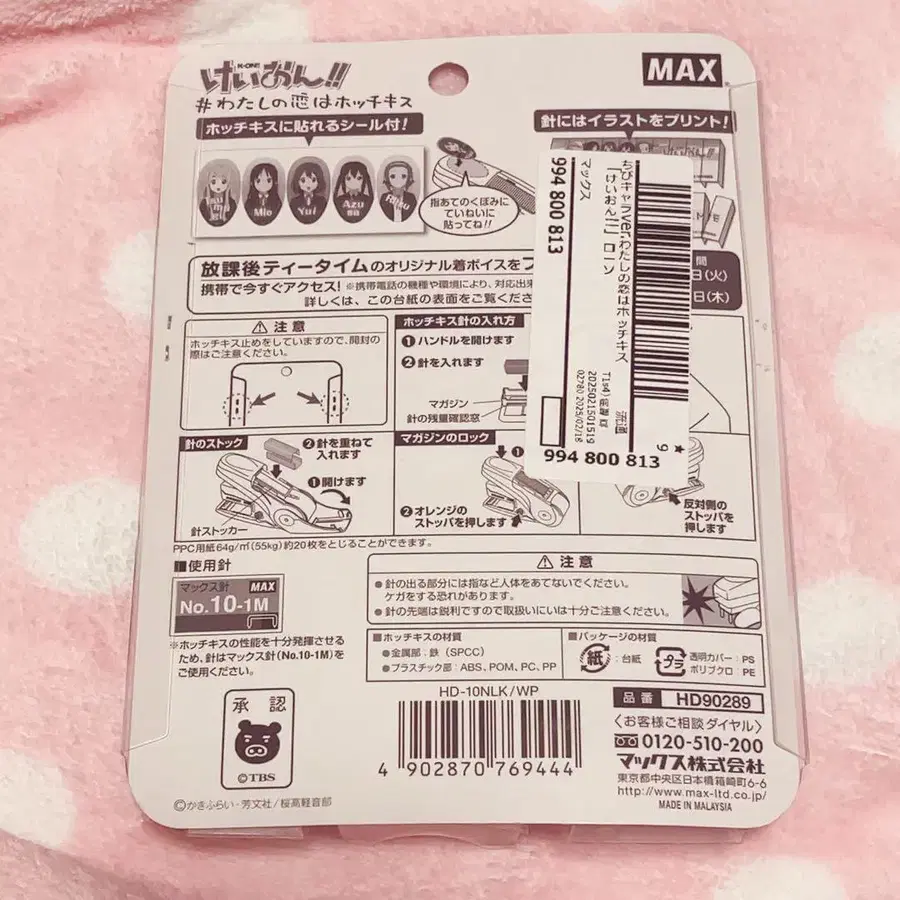 K-ON!
けいおん!!
MAX
#わたしの恋はホッチキス
ホッチキスに貼れるシール付!
針にはイラストをプリント!
Mio
Yui
Azu
sa
Ritsu
指あてのくぼみに
ていねいに
貼ってね!!
放課後ティータイムのオリジナル着ボイスを
携帯で今すぐアクセス! ※携帯電話の機種や環境により、対応出来
詳しくは、この台紙の表面をご覧くださ
間
日(火)
日(木)
994 800 813
マックス
「けいおん!!」 ローソン
ちびキャラver.わたしの恋はホッチキス
2025021501519
02780 2025/02/18
流通
★
9
994 800 813
⚠ 注意
ホッチキス止めをしていますので、開封の
際はご注意ください。
ホッチキス針の入れ方
❶ハンドルを開けます
❷針を入れます
マガジン
針の残量確認窓
針のストック
❷針を重ねて
入れます
❶開けます
針ストッカー
マガジンのロック
❶
❷オレンジの
ストッパを押します
反対側の
ストッパを
押します
PPC用紙64g/㎡(55kg)約20枚をとじることができます。
■使用針
マックス針 MAX
No.10-1M
※ホッチキスの性能を十分発揮させる
ため、針はマックス針(No.10-1M)を
ご使用ください。
⚠ 注意
●針の出る部分には指など人体をあてないでください。
ケガをする恐れがあります。
●針の先端は鋭利ですので取扱いには十分ご注意ください。
■ホッチキスの材質
●金属部:鉄(SPCC)
●プラスチック部:ABS、POM、PC、PP
■パッケージの材質
紙 :台紙
プラ 透明カバー:PS
ポリプクロ:PE
承認
©TBS
HD-10NLK/WP
4 902870 769444
品番 HD90289
〈お客様ご相談ダイヤル〉
0120-510-200
マックス株式会社
東京都中央区日本橋箱崎町6-6
http://www.max-ltd.co.jp/
MADE IN MALAYSIA
©かきふらい・芳文社/桜高軽音部